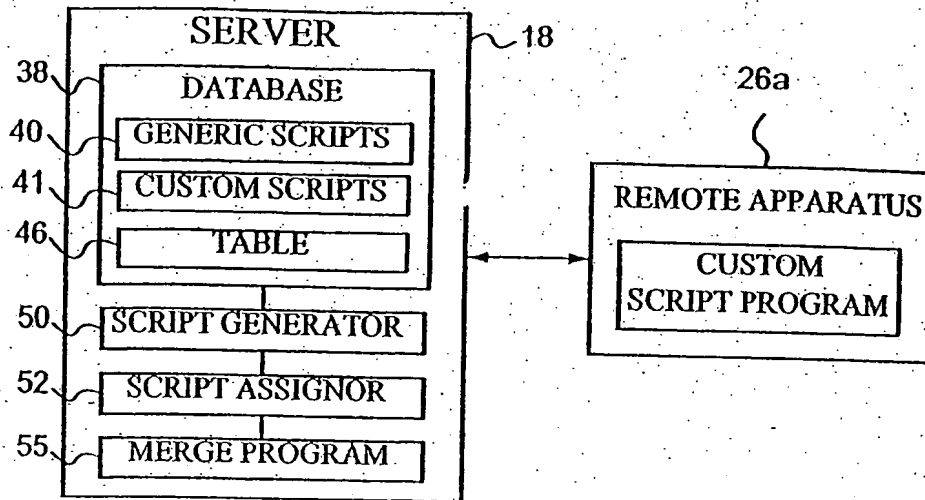 SERVER
18
38
DATABASE
40
GENERIC SCRIPTS
41
CUSTOM SCRIPTS
46
TABLE
50
SCRIPT GENERATOR
52
SCRIPT ASSIGNOR
55
MERGE PROGRAM
26a
REMOTE APPARATUS
CUSTOM
SCRIPT PROGRAM